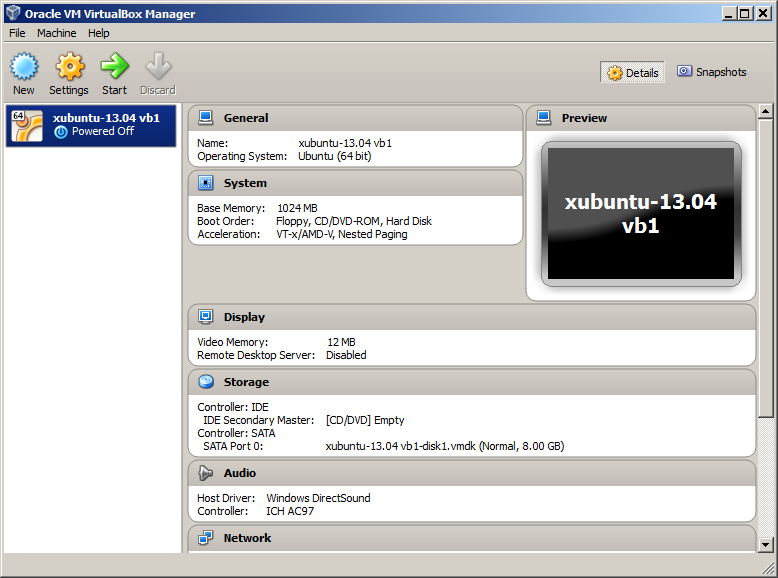 Oracle VM VirtualBox Manager
File Machine Help
New Settings Start Discard
Details Snapshots
64 xubuntu-13.04 vb1
Powered Off
General
Name: xubuntu-13.04 vb1
Operating System: Ubuntu (64 bit)
System
Base Memory: 1024 MB
Boot Order: Floppy, CD/DVD-ROM, Hard Disk
Acceleration: VT-x/AMD-V, Nested Paging
Preview
xubuntu-13.04
vb1
Display
Video Memory: 12 MB
Remote Desktop Server: Disabled
Storage
Controller: IDE
IDE Secondary Master: [CD/DVD] Empty
Controller: SATA
SATA Port 0: xubuntu-13.04 vb1-disk1.vmdk (Normal, 8.00 GB)
Audio
Host Driver: Windows DirectSound
Controller: ICH AC97
Network